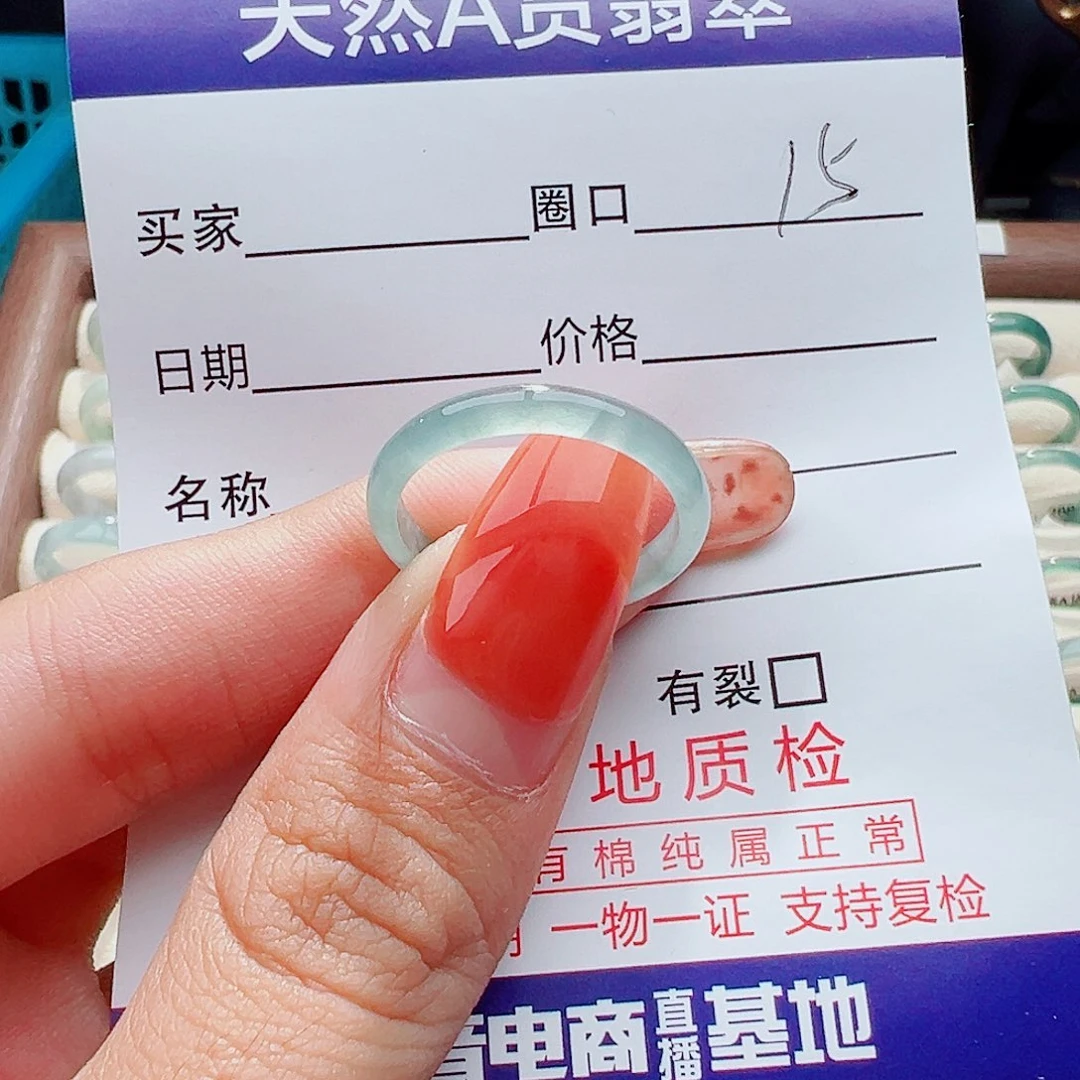 天然A货翡翠
买家 圈口 15
日期 价格
名称
有裂
地质检
有棉纯属正常
一物一证 支持复检
电商直播基地